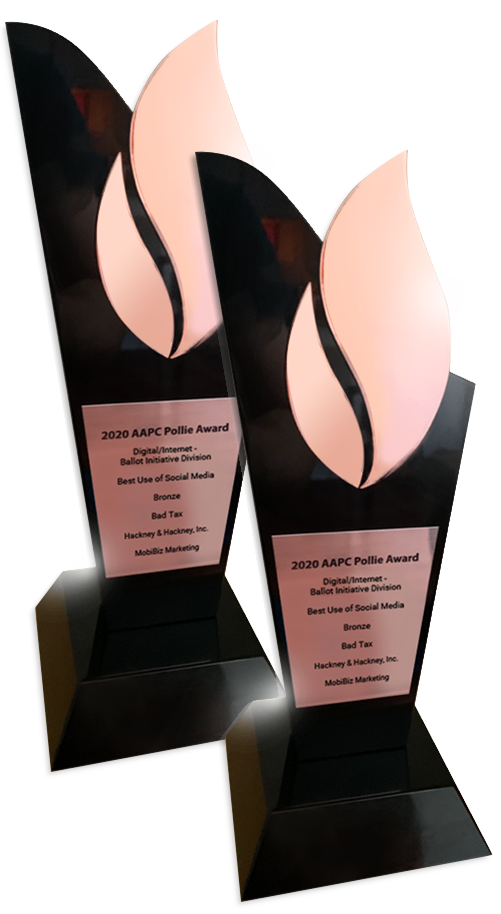 2020 AAPC Pollie Award
Digital/Internet -
Ballot Initiative Division
Best Use of Social Media
Bronze
Bad Tax
Hackney & Hackney, Inc.
MobiBiz Marketing
2020 AAPC Pollie Award
Digital/Internet -
Ballot Initiative Division
Best Use of Social Media
Bronze
Bad Tax
Hackney & Hackney, Inc.
MobiBiz Marketing